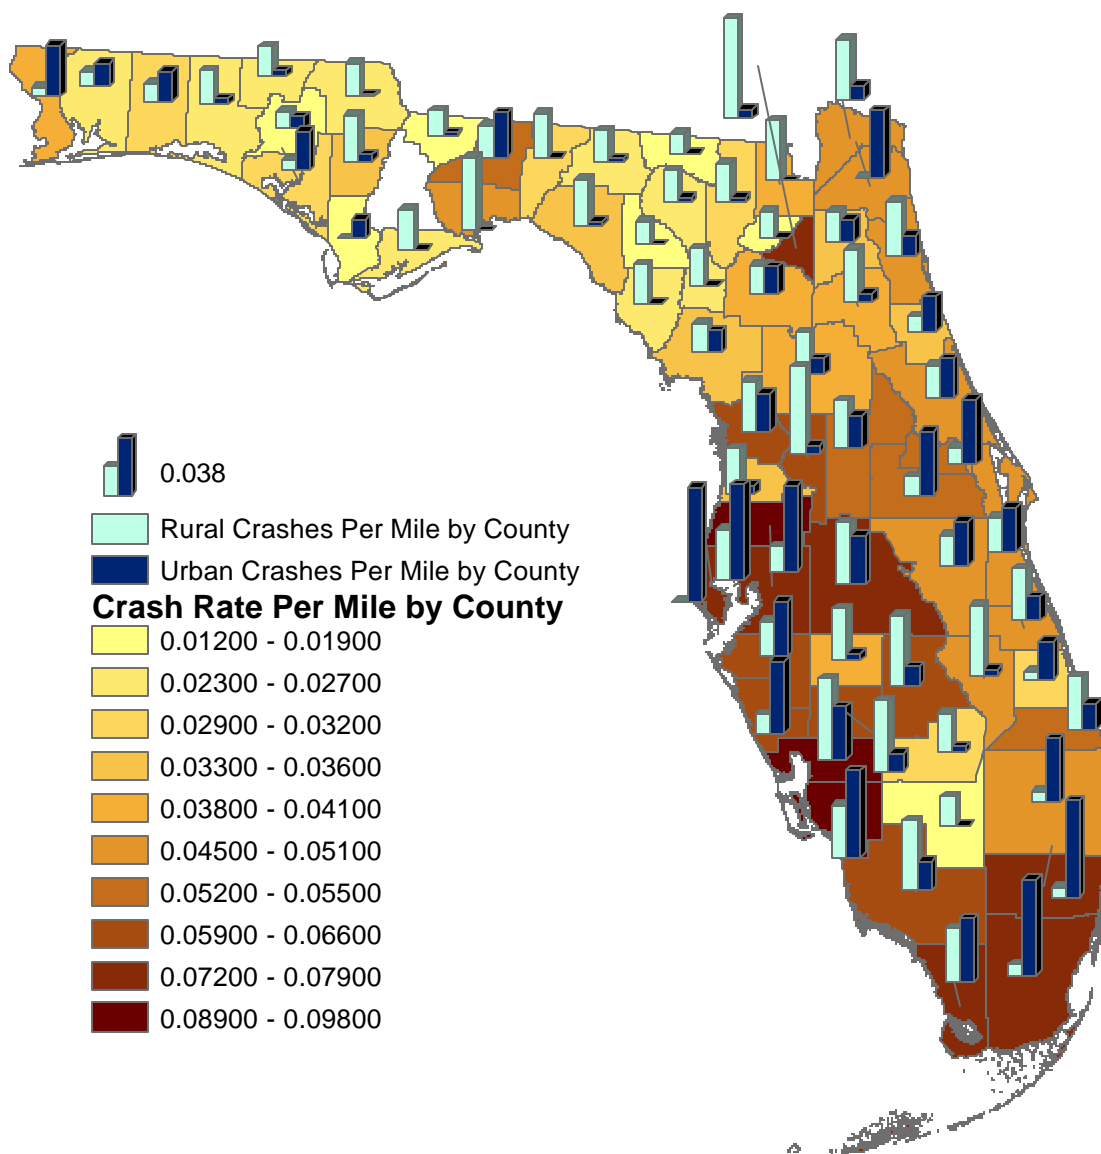 0.038
Rural Crashes Per Mile by County
Urban Crashes Per Mile by County
Crash Rate Per Mile by County
0.01200 - 0.01900
0.02300 - 0.02700
0.02900 - 0.03200
0.03300 - 0.03600
0.03800 - 0.04100
0.04500 - 0.05100
0.05200 - 0.05500
0.05900 - 0.06600
0.07200 - 0.07900
0.08900 - 0.09800